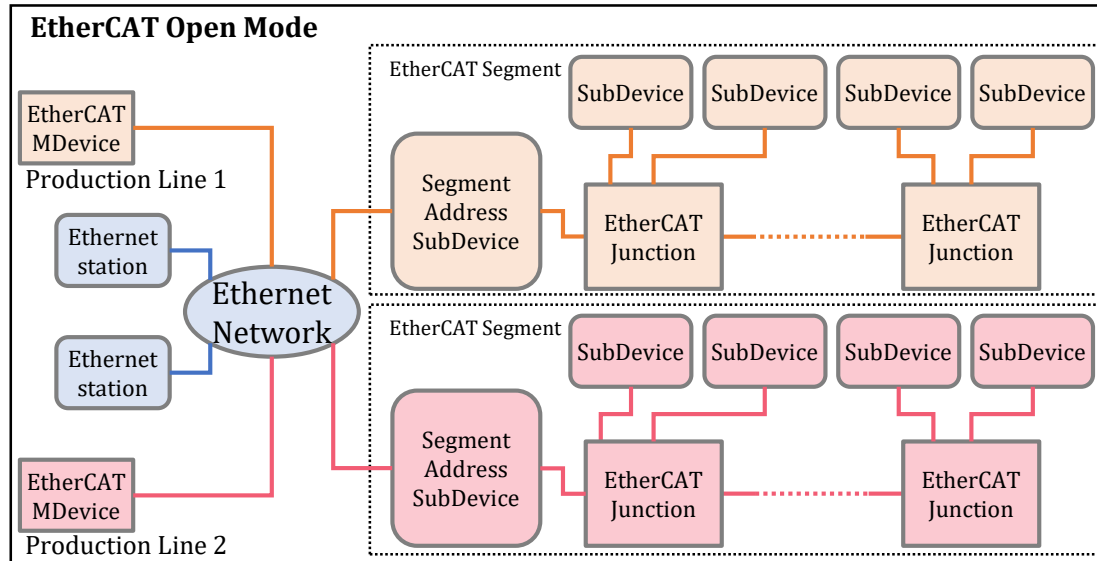 EtherCAT Open Mode
EtherCAT
MDevice
Production Line 1
Ethernet
station
Ethernet
Network
Ethernet
station
EtherCAT
MDevice
Production Line 2
EtherCAT Segment
SubDevice
SubDevice
SubDevice
SubDevice
Segment
Address
SubDevice
EtherCAT
Junction
EtherCAT
Junction
EtherCAT Segment
SubDevice
SubDevice
SubDevice
SubDevice
Segment
Address
SubDevice
EtherCAT
Junction
EtherCAT
Junction